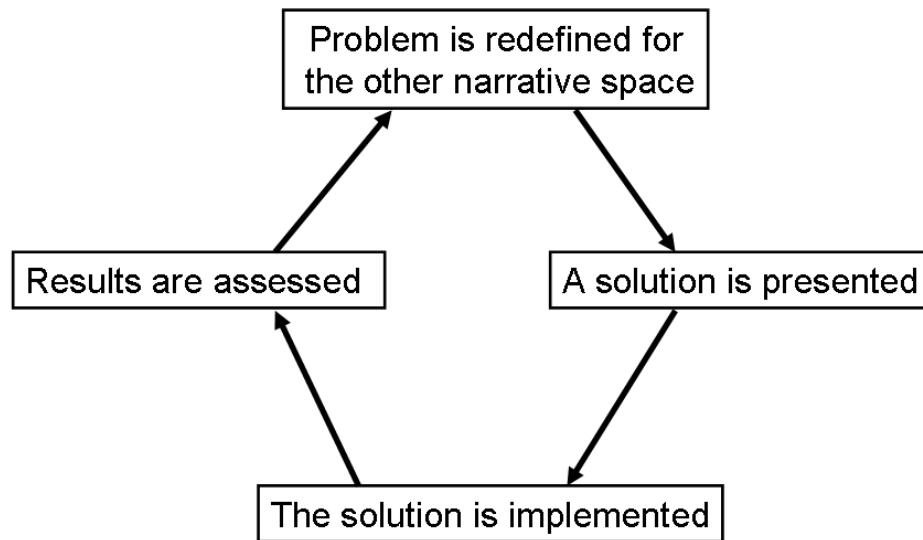 Problem is redefined for
the other narrative space
Results are assessed
A solution is presented
The solution is implemented